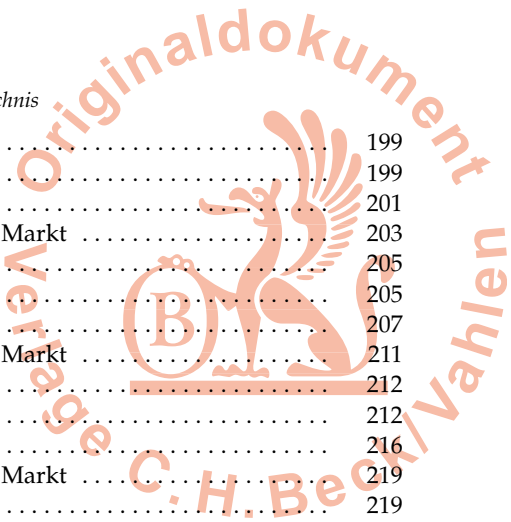 chnis
. . . . . . . . . . . . . . . . . . . . . . . . . . 199
. . . . . . . . . . . . . . . . . . . . . . . . . . 199
. . . . . . . . . . . . . . . . . . . . . . . . . . 201
Markt . . . . . . . . . . . . . . . . . . . . 203
. . . . . . . . . . . . . . . . . . . . . . . . . . 205
. . . . . . . . . . . . . . . . . . . . . . . . . . 205
. . . . . . . . . . . . . . . . . . . . . . . . . . 207
Markt . . . . . . . . . . . . . . . . . . . . 211
. . . . . . . . . . . . . . . . . . . . . . . . . . 212
. . . . . . . . . . . . . . . . . . . . . . . . . . 212
. . . . . . . . . . . . . . . . . . . . . . . . . . 216
Markt . . . . . . . . . . . . . . . . . . . . 219
. . . . . . . . . . . . . . . . . . . . . . . . . . 219
Originaldokument
Verlage C.H.Beck/Vahlen
B